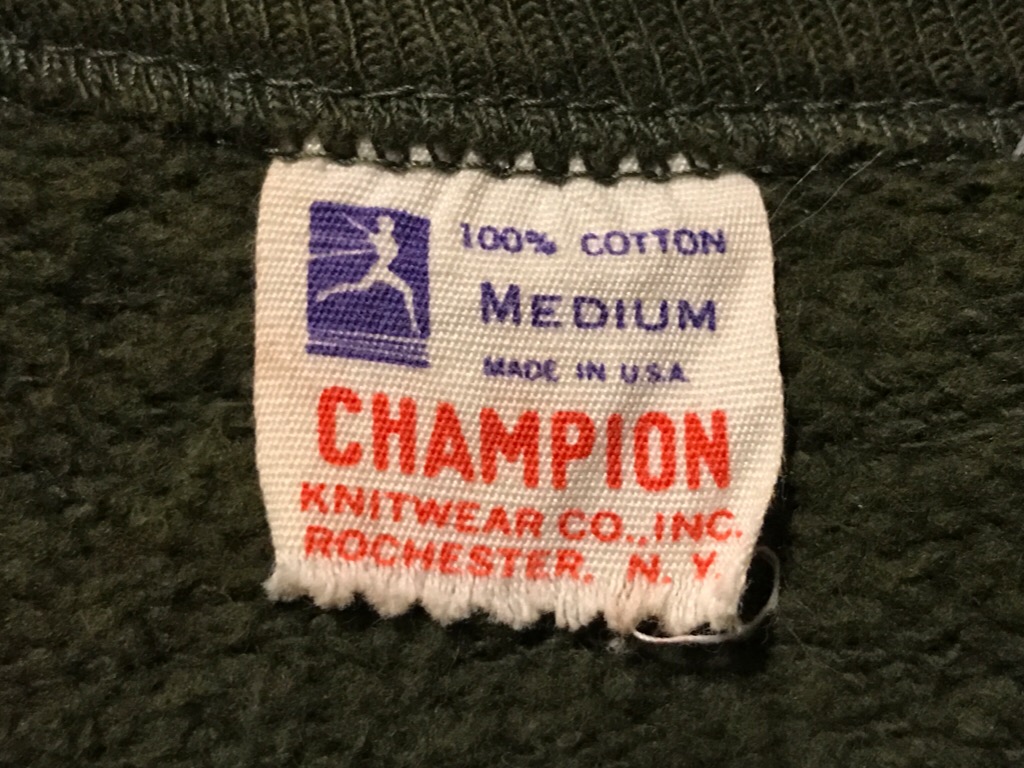 100% COTTON
MEDIUM
MADE IN U.S.A.
CHAMPION
KNITWEAR CO., INC.
ROCHESTER, N. Y.